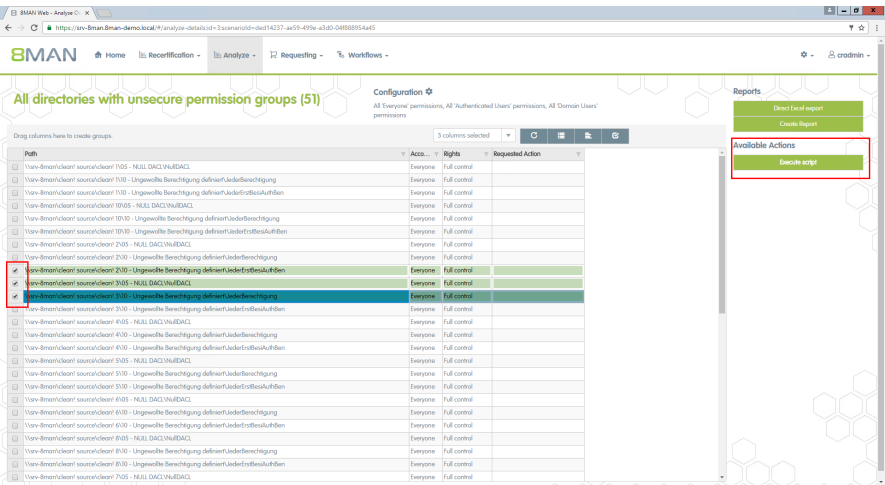 8MAN Web - Analyze Co
https://srv-8man.8man-demo.local/#/analyze-details;id=3;scenarioId=ded14237-ae59-499e-a3d0-04f888954a45
8MAN Home Recertification Analyze Requesting Workflows cradmin
All directories with unsecure permission groups (51)
Configuration
All 'Everyone' permissions, All 'Authenticated Users' permissions, All 'Domain Users' permissions
Reports
Direct Excel export
Create Report
Available Actions
Execute script
Drag columns here to create groups.
3 columns selected
Path Acco... Rights Requested Action
\\srv-8man\clean! source\clean! 1\05 - NULL DACL\NullDACL Everyone Full control
\\srv-8man\clean! source\clean! 1\10 - Ungewollte Berechtigung definiert\JederBerechtigung Everyone Full control
\\srv-8man\clean! source\clean! 1\10 - Ungewollte Berechtigung definiert\JederErstBesiAuthBen Everyone Full control
\\srv-8man\clean! source\clean! 10\05 - NULL DACL\NullDACL Everyone Full control
\\srv-8man\clean! source\clean! 10\10 - Ungewollte Berechtigung definiert\JederBerechtigung Everyone Full control
\\srv-8man\clean! source\clean! 10\10 - Ungewollte Berechtigung definiert\JederErstBesiAuthBen Everyone Full control
\\srv-8man\clean! source\clean! 2\05 - NULL DACL\NullDACL Everyone Full control
\\srv-8man\clean! source\clean! 2\10 - Ungewollte Berechtigung definiert\JederBerechtigung Everyone Full control
\\srv-8man\clean! source\clean! 2\10 - Ungewollte Berechtigung definiert\JederErstBesiAuthBen Everyone Full control
\\srv-8man\clean! source\clean! 3\05 - NULL DACL\NullDACL Everyone Full control
\\srv-8man\clean! source\clean! 3\10 - Ungewollte Berechtigung definiert\JederBerechtigung Everyone Full control
\\srv-8man\clean! source\clean! 3\10 - Ungewollte Berechtigung definiert\JederErstBesiAuthBen Everyone Full control
\\srv-8man\clean! source\clean! 4\05 - NULL DACL\NullDACL Everyone Full control
\\srv-8man\clean! source\clean! 4\10 - Ungewollte Berechtigung definiert\JederBerechtigung Everyone Full control
\\srv-8man\clean! source\clean! 4\10 - Ungewollte Berechtigung definiert\JederErstBesiAuthBen Everyone Full control
\\srv-8man\clean! source\clean! 5\05 - NULL DACL\NullDACL Everyone Full control
\\srv-8man\clean! source\clean! 5\10 - Ungewollte Berechtigung definiert\JederBerechtigung Everyone Full control
\\srv-8man\clean! source\clean! 5\10 - Ungewollte Berechtigung definiert\JederErstBesiAuthBen Everyone Full control
\\srv-8man\clean! source\clean! 6\05 - NULL DACL\NullDACL Everyone Full control
\\srv-8man\clean! source\clean! 6\10 - Ungewollte Berechtigung definiert\JederBerechtigung Everyone Full control
\\srv-8man\clean! source\clean! 6\10 - Ungewollte Berechtigung definiert\JederErstBesiAuthBen Everyone Full control
\\srv-8man\clean! source\clean! 8\05 - NULL DACL\NullDACL Everyone Full control
\\srv-8man\clean! source\clean! 8\10 - Ungewollte Berechtigung definiert\JederBerechtigung Everyone Full control
\\srv-8man\clean! source\clean! 8\10 - Ungewollte Berechtigung definiert\JederErstBesiAuthBen Everyone Full control
\\srv-8man\clean! source\clean! 7\05 - NULL DACL\NullDACL Everyone Full control